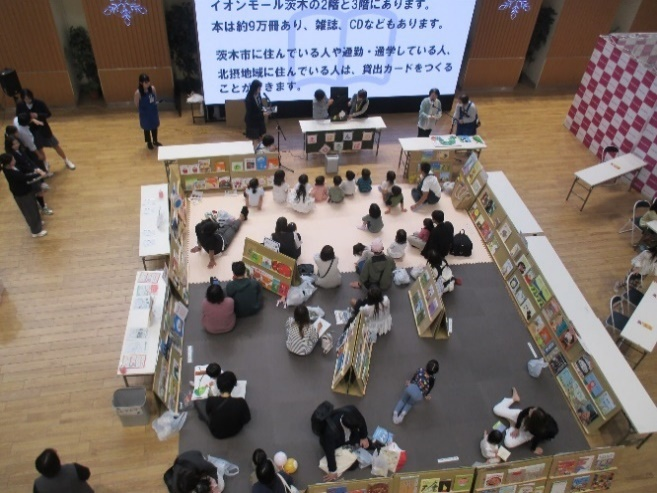 イオンモール茨木の2階と3階にあります。
本は約9万冊あり、雑誌、CDなどもあります。
茨木市に住んでいる人や通勤・通学している人、
北摂地域に住んでいる人は、貸出カードをつくる
ことができます。